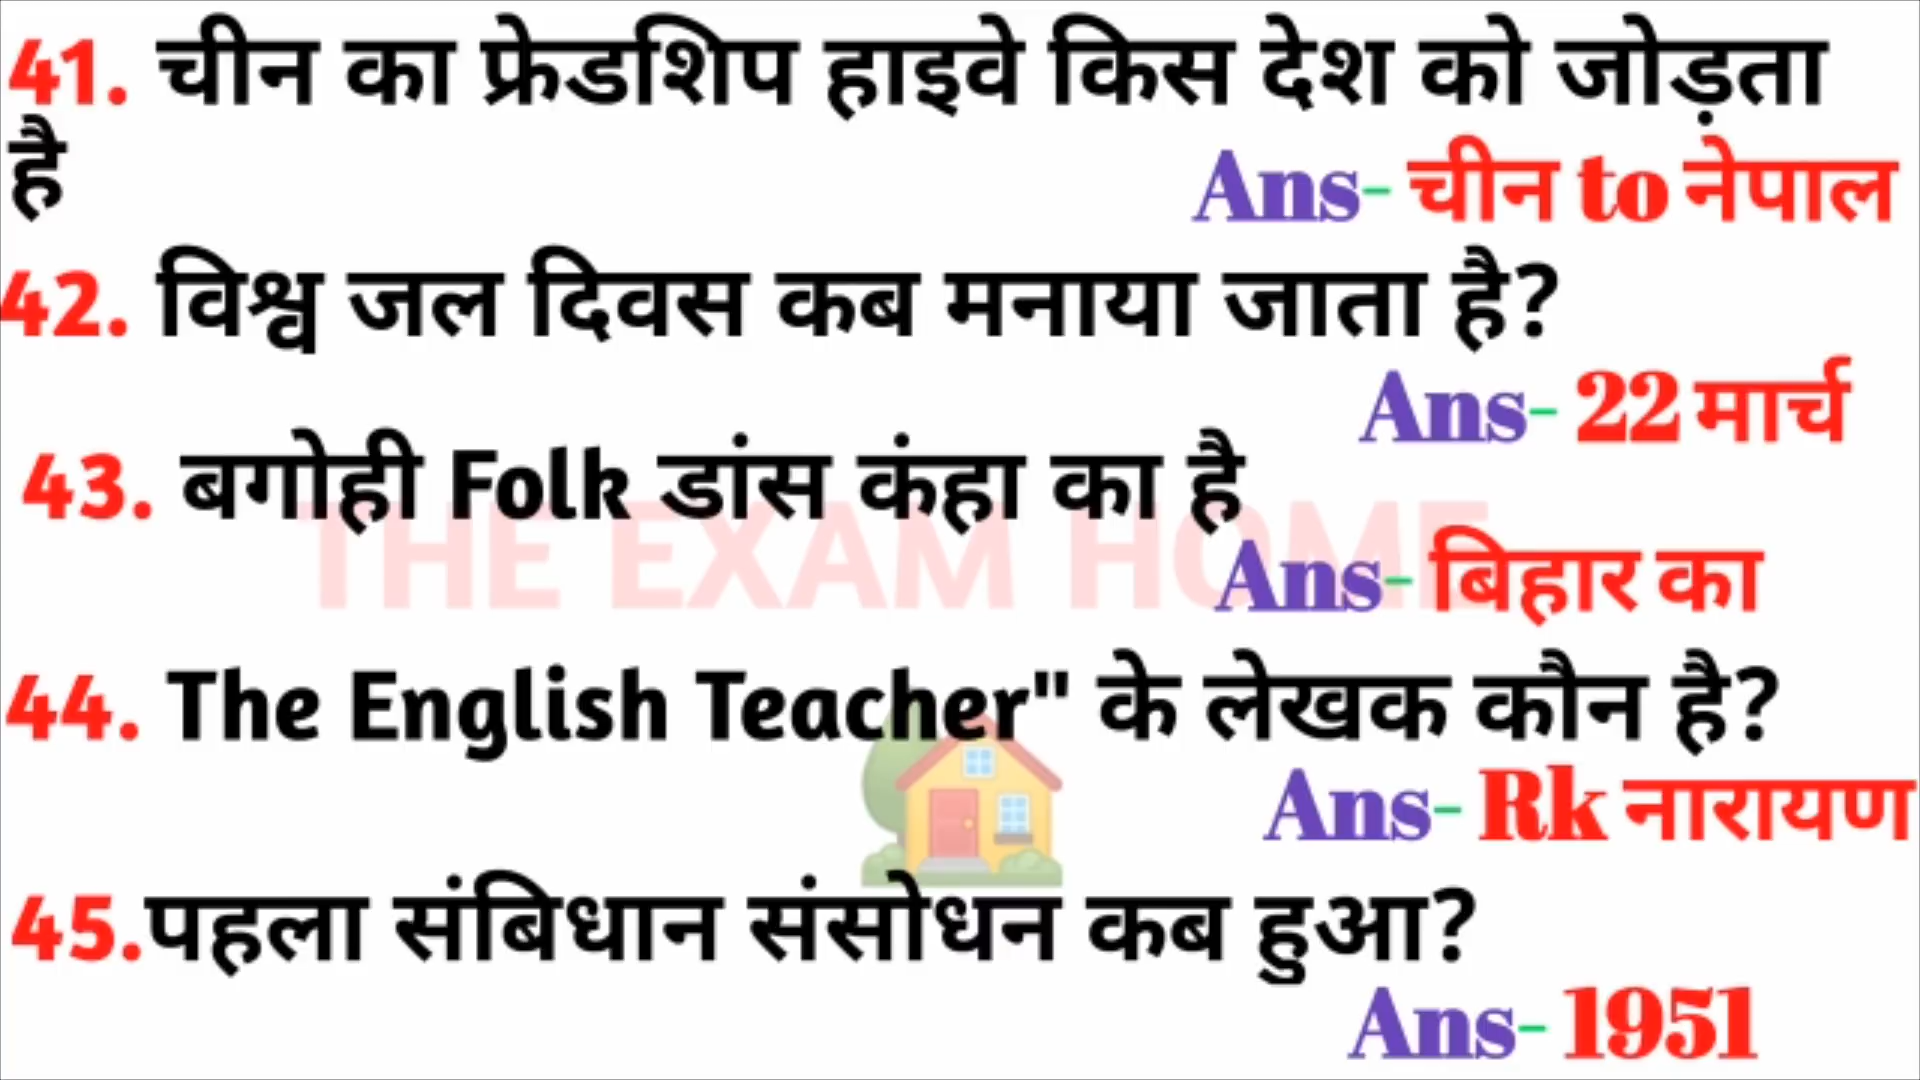 41. चीन का फ्रेडशिप हाइवे किस देश को जोड़ता
है
Ans- चीन to नेपाल
42. विश्व जल दिवस कब मनाया जाता है?
Ans- 22 मार्च
43. बगोही Folk डांस कंहा का है
THE EXAM HOME
Ans- बिहार का
44. The English Teacher" के लेखक कौन है?
Ans- Rk नारायण
45.पहला संबिधान संसोधन कब हुआ?
Ans- 1951